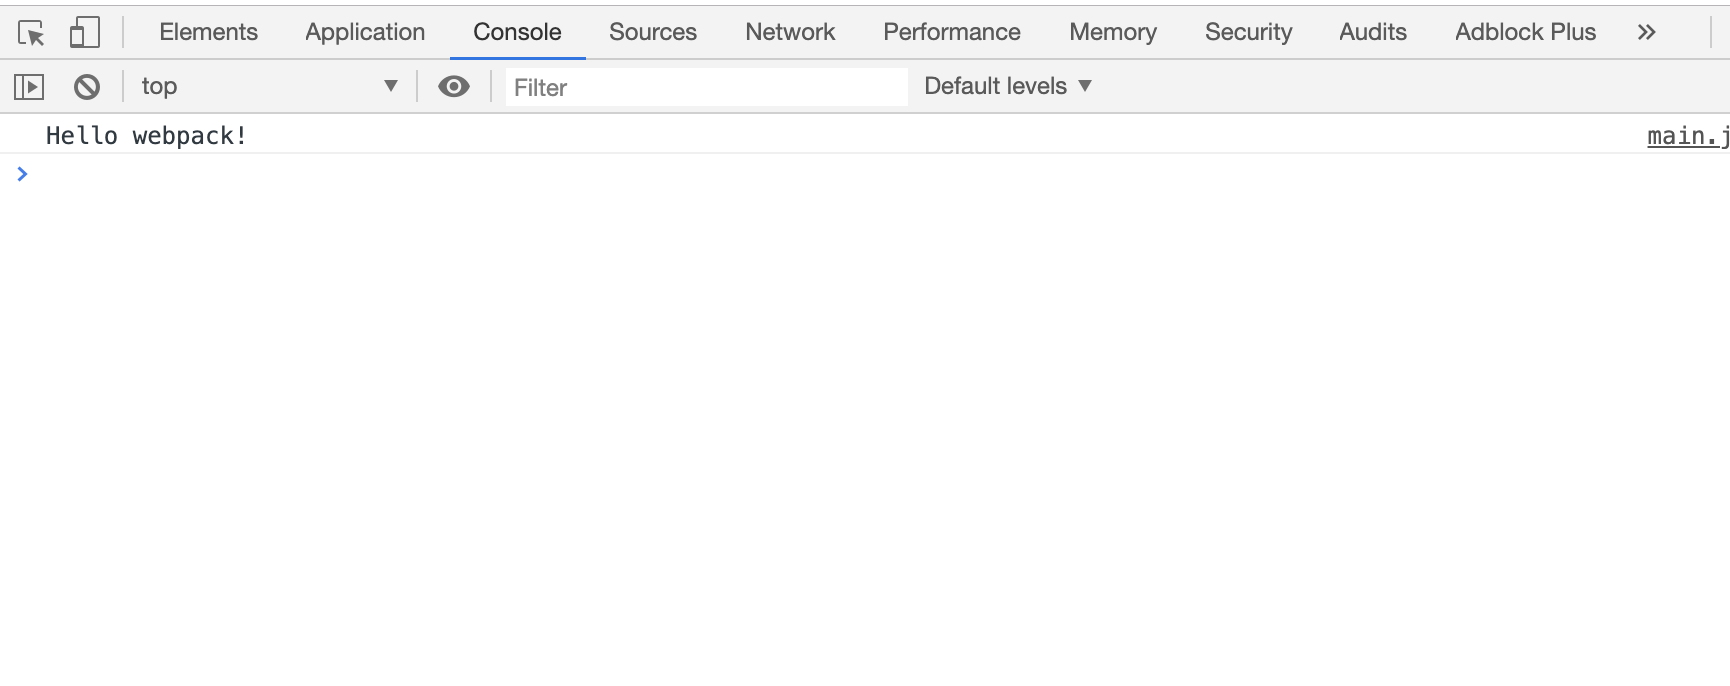 Elements Application Console Sources Network Performance Memory Security Audits Adblock Plus
top Filter Default levels
Hello webpack! main.j